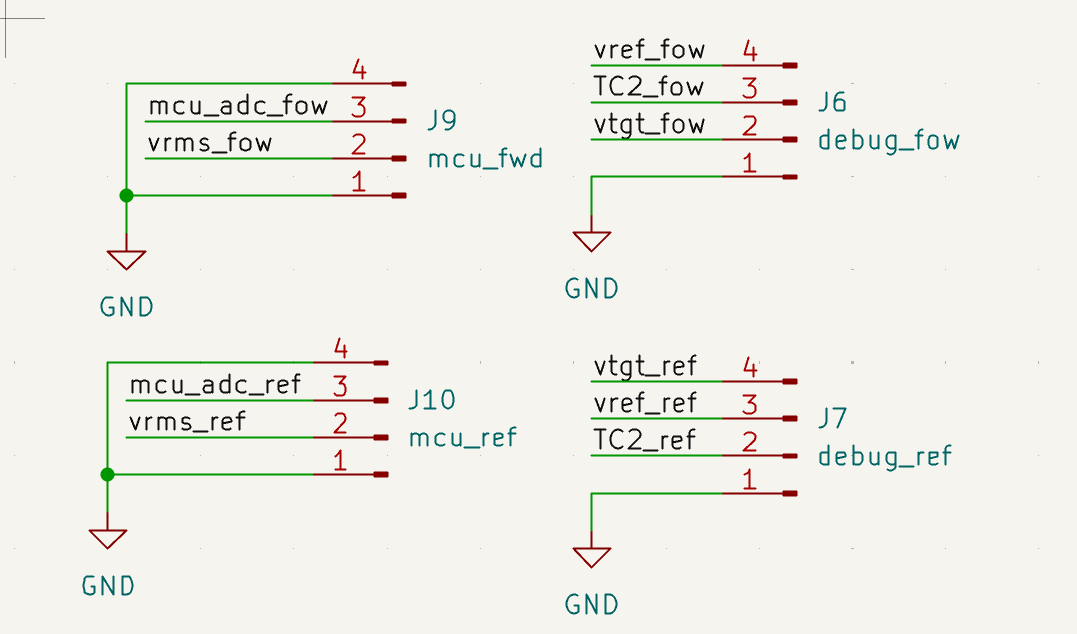 4
mcu_adc_fow 3
vrms_fow 2
1
J9
mcu_fwd
GND
vref_fow 4
TC2_fow 3
vtgt_fow 2
1
J6
debug_fow
GND
4
mcu_adc_ref 3
vrms_ref 2
1
J10
mcu_ref
GND
vtgt_ref 4
vref_ref 3
TC2_ref 2
1
J7
debug_ref
GND